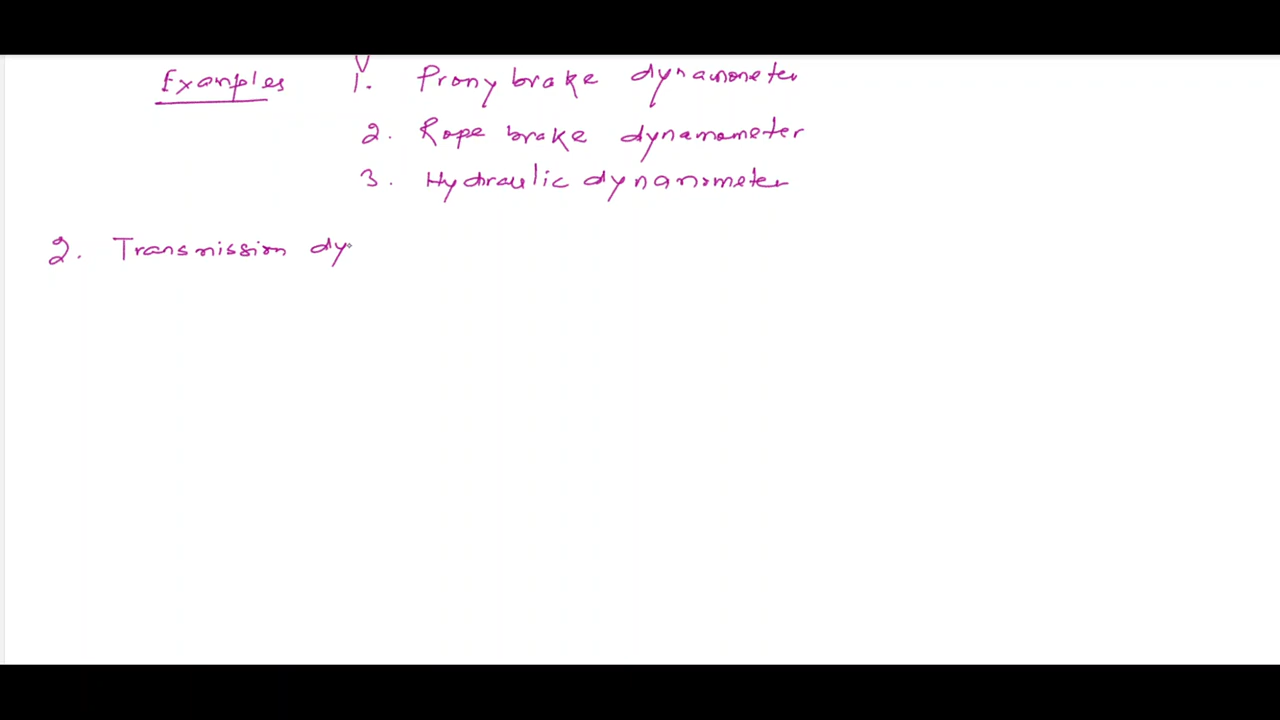 Examples 1. Prony brake dynamometer
2. Rope brake dynamometer
3. Hydraulic dynamometer
2. Transmission dy